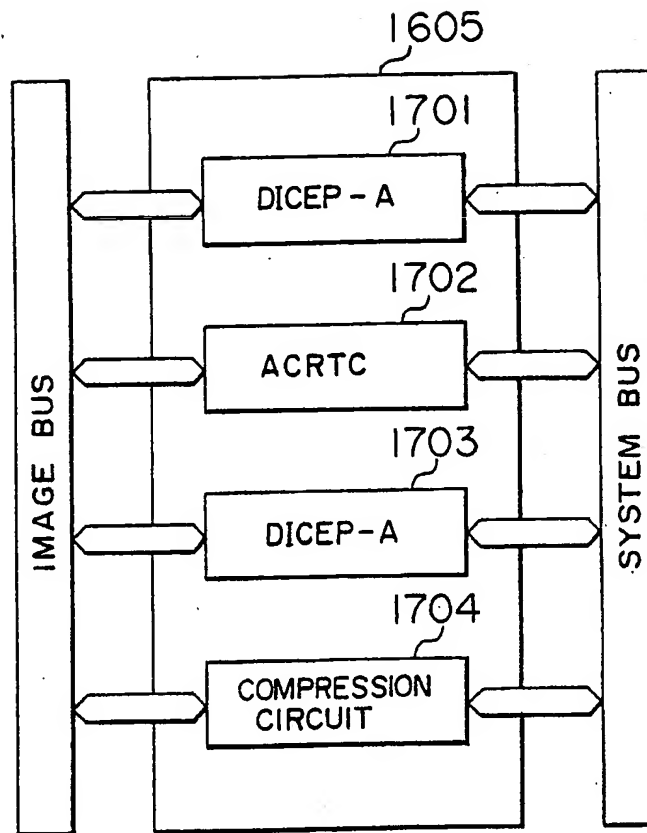 1605
1701
DICEP-A
1702
ACRTC
1703
DICEP-A
1704
COMPRESSION
CIRCUIT
IMAGE BUS
SYSTEM BUS